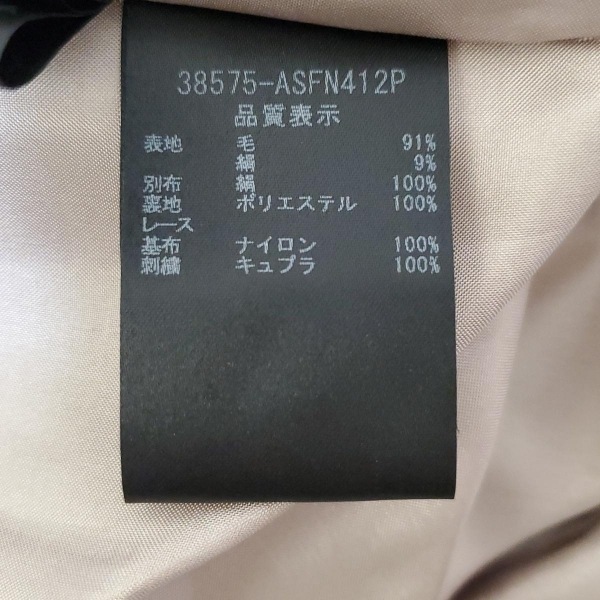 38575-ASFN412P
品質表示
表地 毛 91%
絹 9%
別布 絹 100%
裏地 ポリエステル 100%
レース
基布 ナイロン 100%
刺繍 キュプラ 100%